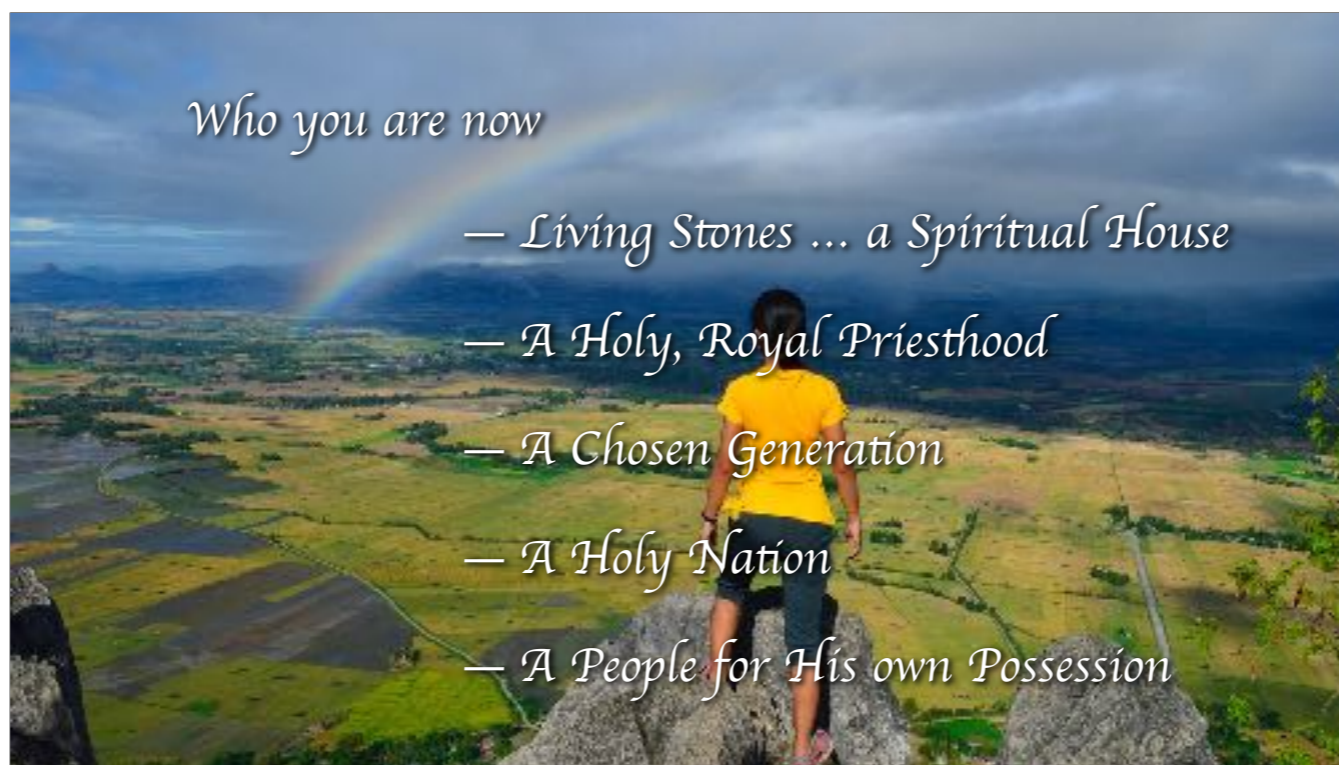 Who you are now
— Living Stones ... a Spiritual House
— A Holy, Royal Priesthood
— A Chosen Generation
— A Holy Nation
— A People for His own Possession